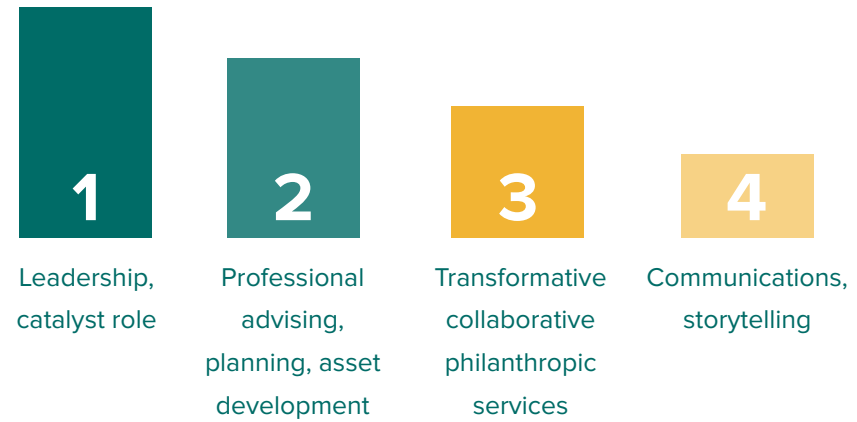 1
Leadership,
catalyst role
2
Professional
advising,
planning, asset
development
3
Transformative
collaborative
philanthropic
services
4
Communications,
storytelling